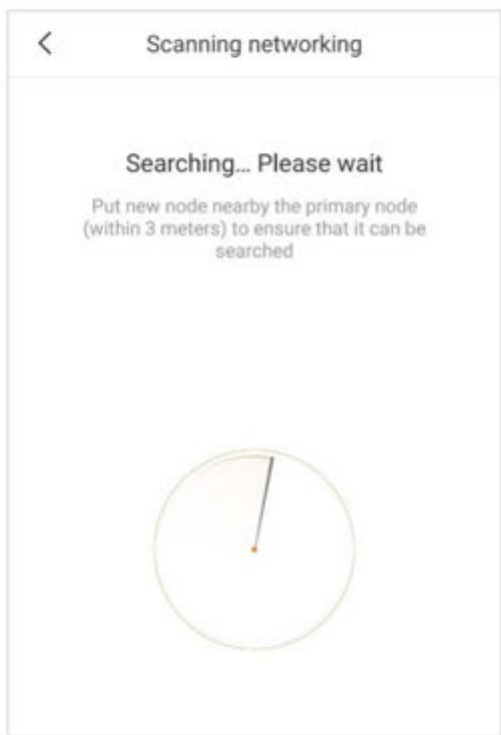 Scanning networking
Searching... Please wait
Put new node nearby the primary node
(within 3 meters) to ensure that it can be
searched